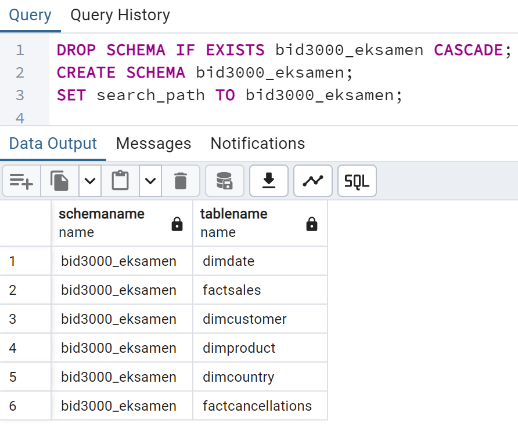 Query Query History
1 DROP SCHEMA IF EXISTS bid3000_eksamen CASCADE;
2 CREATE SCHEMA bid3000_eksamen;
3 SET search_path TO bid3000_eksamen;
4
Data Output Messages Notifications
SQL
schemaname tablename
name name
1 bid3000_eksamen dimdate
2 bid3000_eksamen factsales
3 bid3000_eksamen dimcustomer
4 bid3000_eksamen dimproduct
5 bid3000_eksamen dimcountry
6 bid3000_eksamen factcancellations